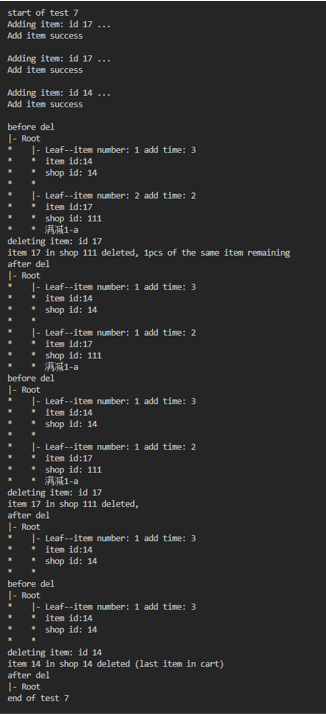 start of test 7
Adding item: id 17 ...
Add item success

Adding item: id 17 ...
Add item success

Adding item: id 14 ...
Add item success

before del
|- Root
*    |- Leaf--item number: 1 add time: 3
*    *  item id:14
*    *  shop id: 14
*    *
*    |- Leaf--item number: 2 add time: 2
*    *  item id:17
*    *  shop id: 111
*    *  满减1-a
deleting item: id 17
item 17 in shop 111 deleted, 1pcs of the same item remaining
after del
|- Root
*    |- Leaf--item number: 1 add time: 3
*    *  item id:14
*    *  shop id: 14
*    *
*    |- Leaf--item number: 1 add time: 2
*    *  item id:17
*    *  shop id: 111
*    *  满减1-a
before del
|- Root
*    |- Leaf--item number: 1 add time: 3
*    *  item id:14
*    *  shop id: 14
*    *
*    |- Leaf--item number: 1 add time: 2
*    *  item id:17
*    *  shop id: 111
*    *  满减1-a
deleting item: id 17
item 17 in shop 111 deleted,
after del
|- Root
*    |- Leaf--item number: 1 add time: 3
*    *  item id:14
*    *  shop id: 14
*    *
before del
|- Root
*    |- Leaf--item number: 1 add time: 3
*    *  item id:14
*    *  shop id: 14
*    *
deleting item: id 14
item 14 in shop 14 deleted (last item in cart)
after del
|- Root
end of test 7